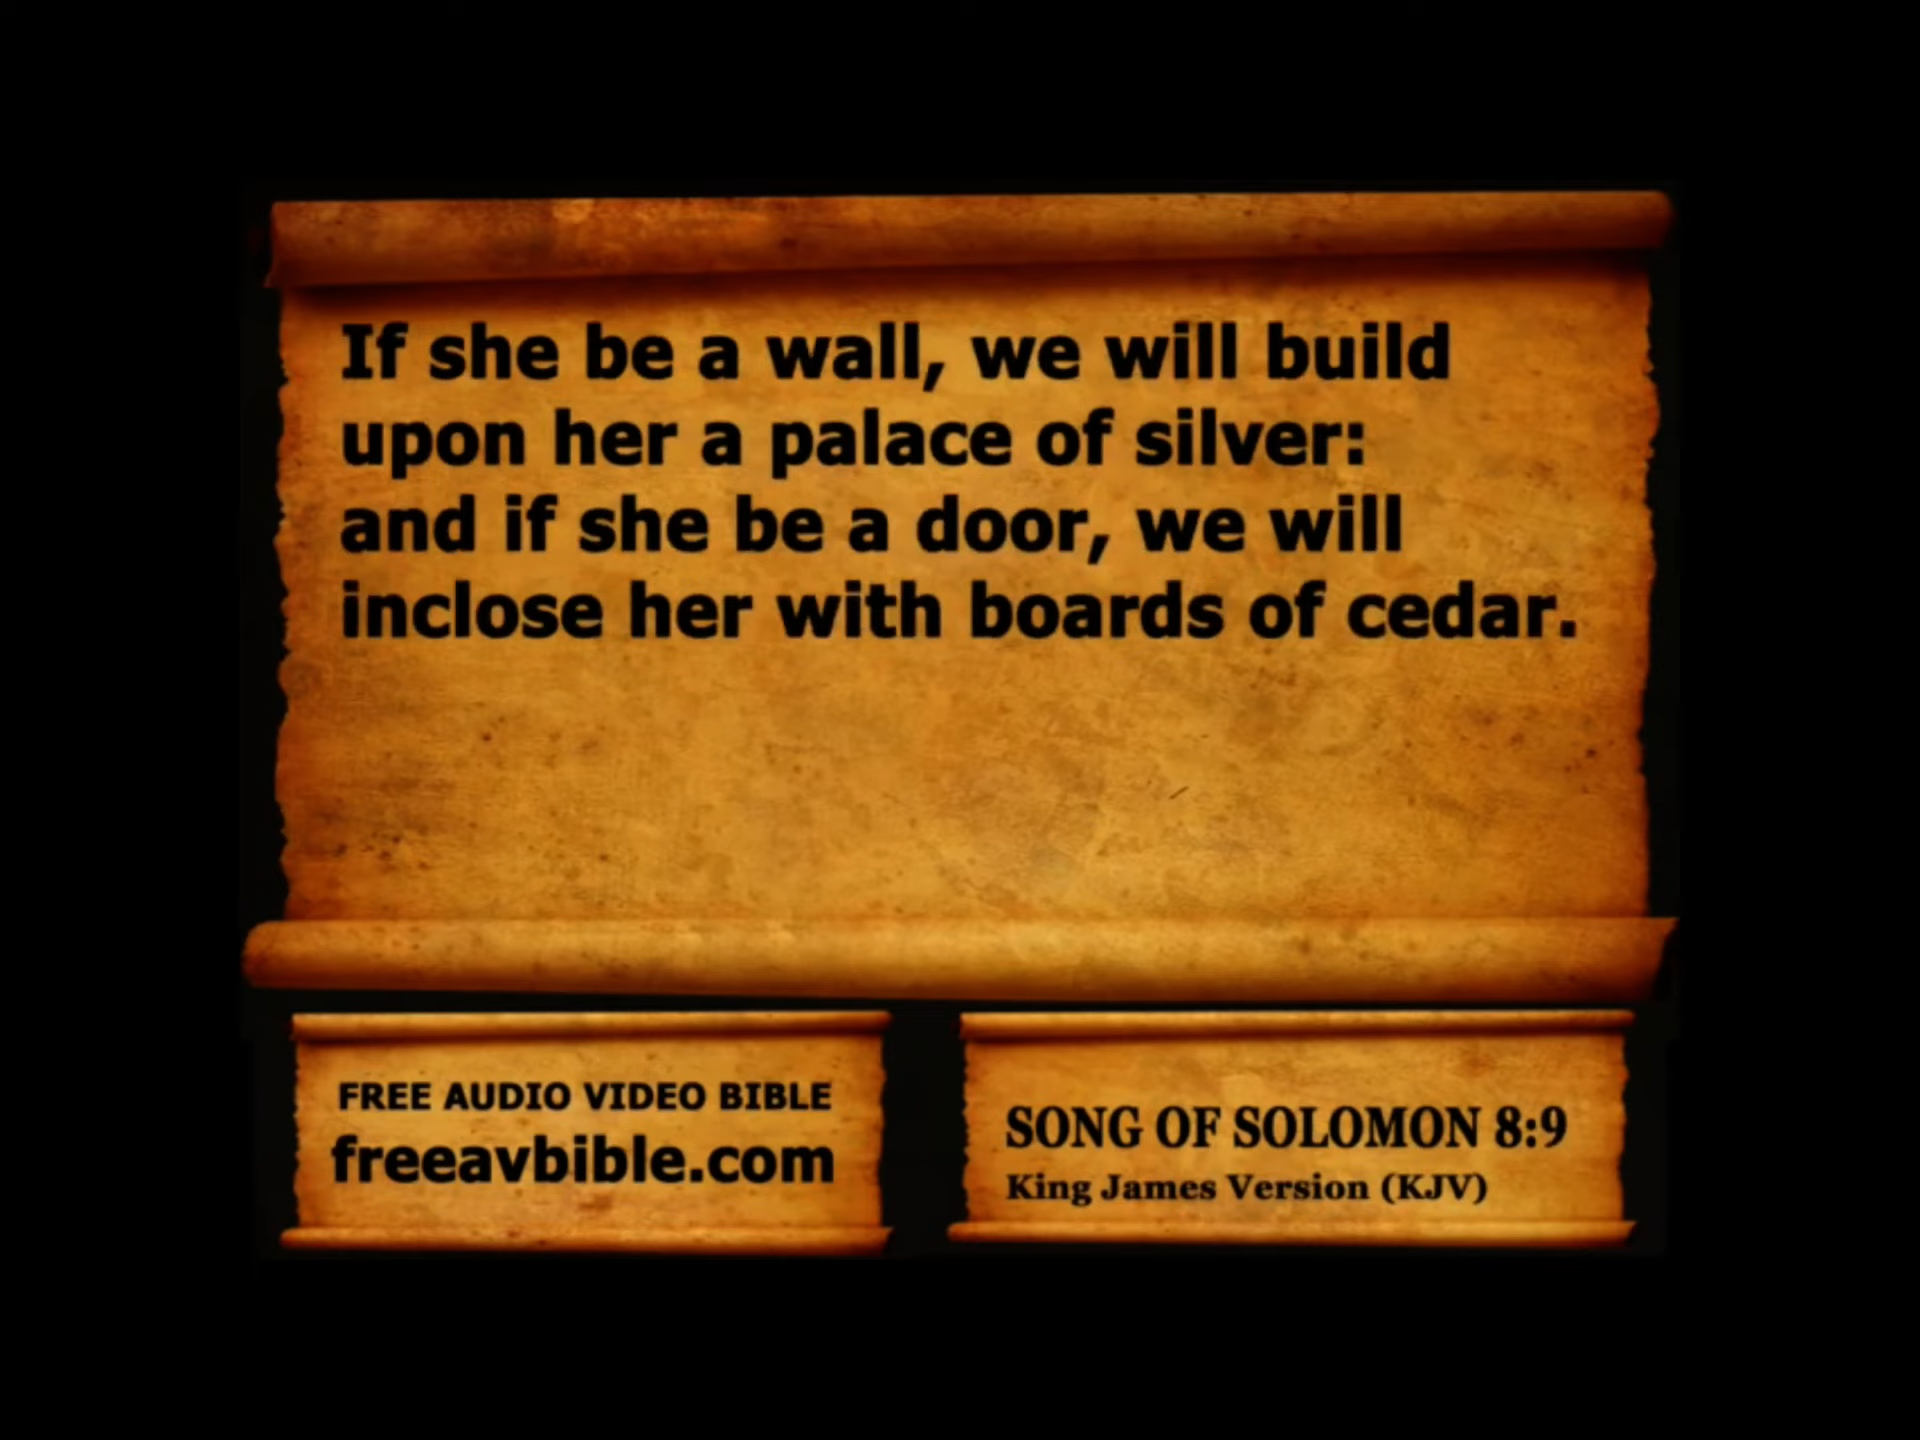 If she be a wall, we will build
upon her a palace of silver:
and if she be a door, we will
inclose her with boards of cedar.
FREE AUDIO VIDEO BIBLE
freeavbible.com
SONG OF SOLOMON 8:9
King James Version (KJV)